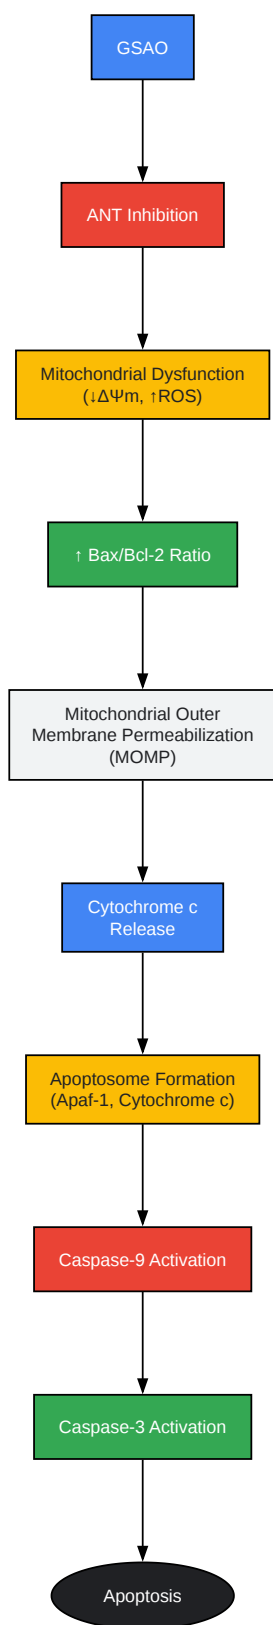 GSAO
ANT Inhibition
Mitochondrial Dysfunction
(↓ΔΨm, ↑ROS)
↑ Bax/Bcl-2 Ratio
Mitochondrial Outer
Membrane Permeabilization
(MOMP)
Cytochrome c
Release
Apoptosome Formation
(Apaf-1, Cytochrome c)
Caspase-9 Activation
Caspase-3 Activation
Apoptosis